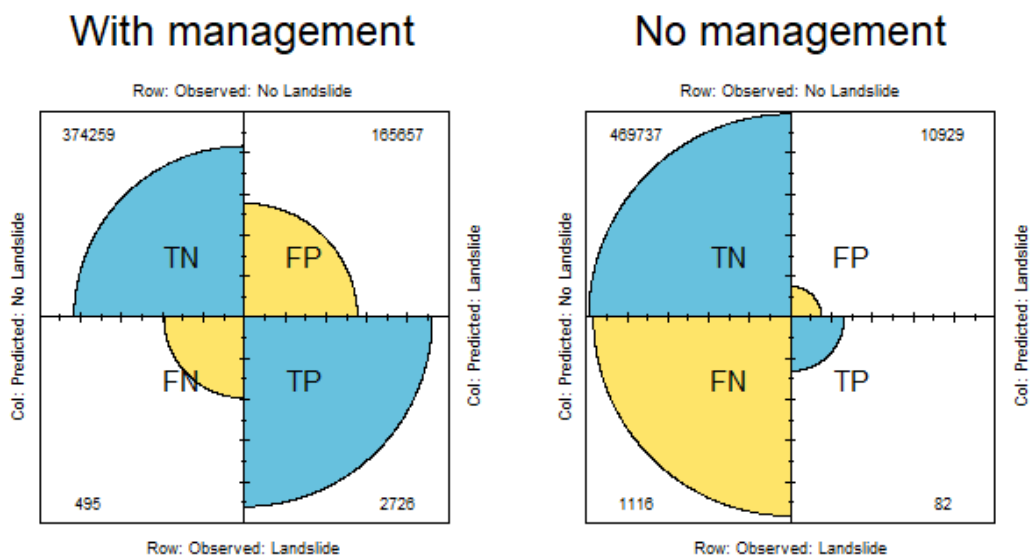 With management
Row: Observed: No Landslide
374259
165657
Col: Predicted: No Landslide
TN
FP
FN
TP
Col: Predicted: Landslide
495
2726
Row: Observed: Landslide
No management
Row: Observed: No Landslide
469737
10929
Col: Predicted: No Landslide
TN
FP
FN
TP
Col: Predicted: Landslide
1116
82
Row: Observed: Landslide